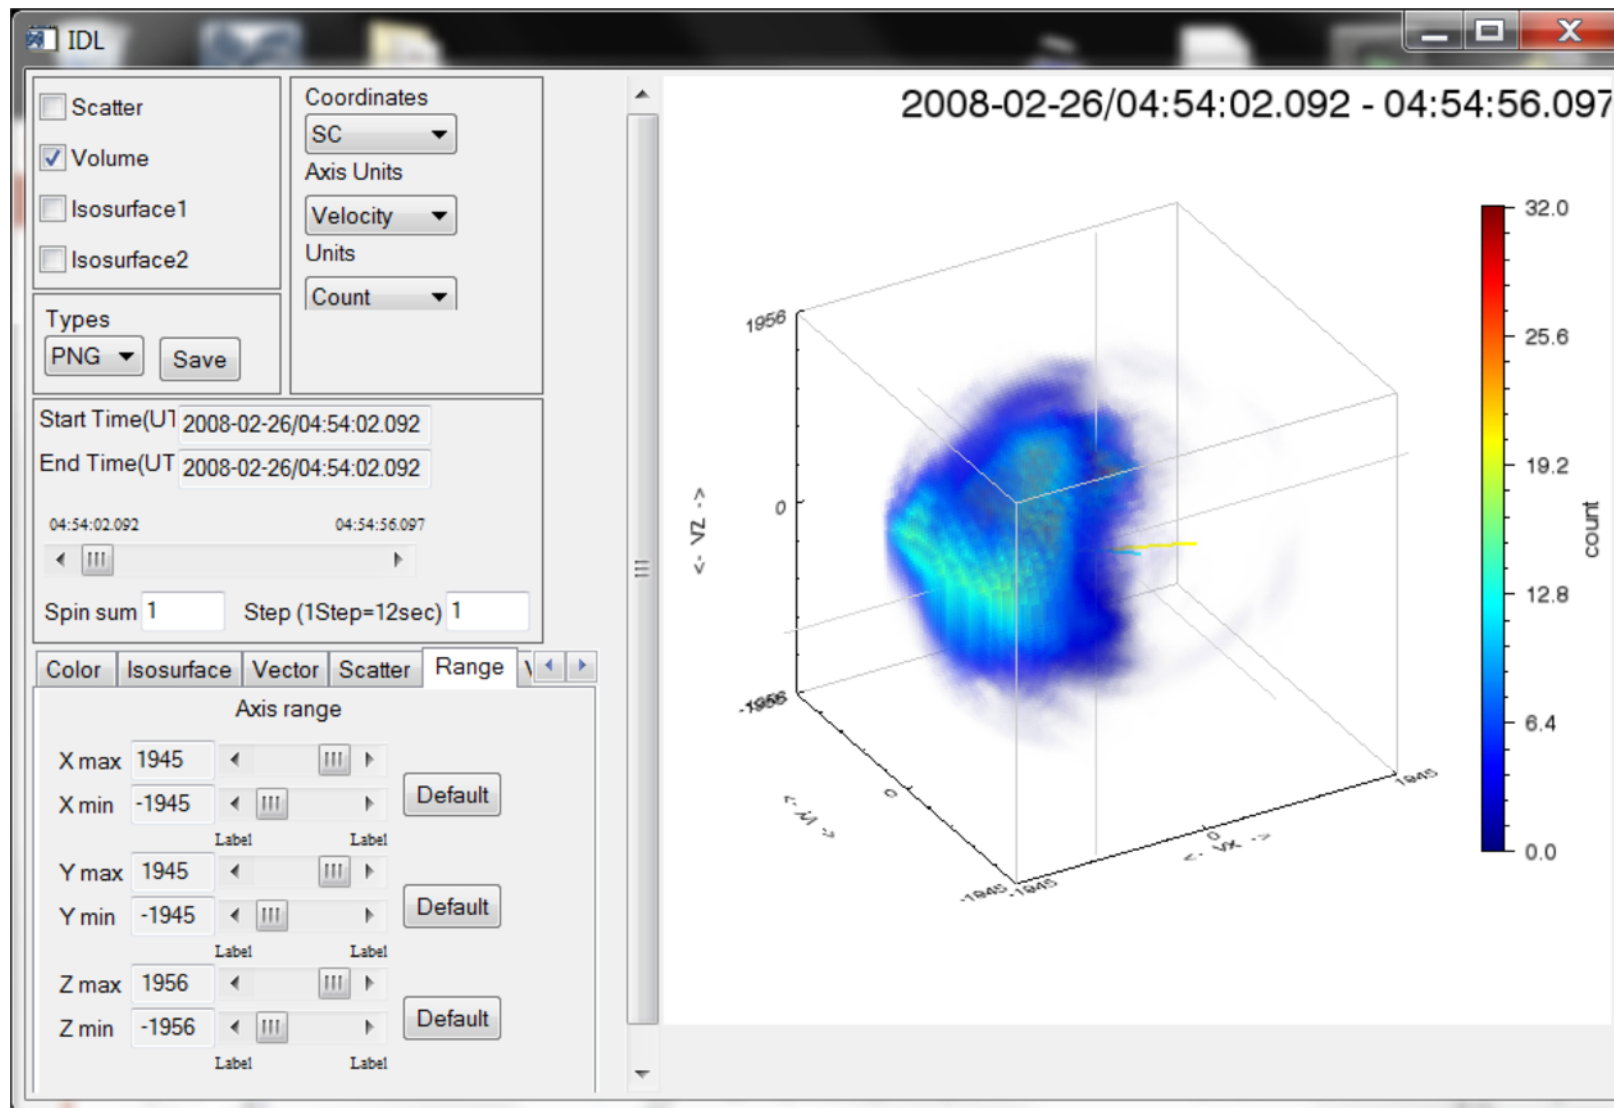 IDL
Scatter
Volume
Isosurface1
Isosurface2
Coordinates
SC
Axis Units
Velocity
Units
Count
Types
PNG
Save
Start Time(UT 2008-02-26/04:54:02.092
End Time(UT 2008-02-26/04:54:02.092
04:54:02.092 04:54:56.097
Spin sum 1 Step (1Step=12sec) 1
Color Isosurface Vector Scatter Range
Axis range
X max 1945
X min -1945
Default
Label Label
Y max 1945
Y min -1945
Default
Label Label
Z max 1956
Z min -1956
Default
Label Label
2008-02-26/04:54:02.092 - 04:54:56.097
1956
0
<- VZ ->
-1956
0
<- VY ->
-1945
-1945
0
<- VX ->
1945
32.0
25.6
19.2
12.8
6.4
0.0
count